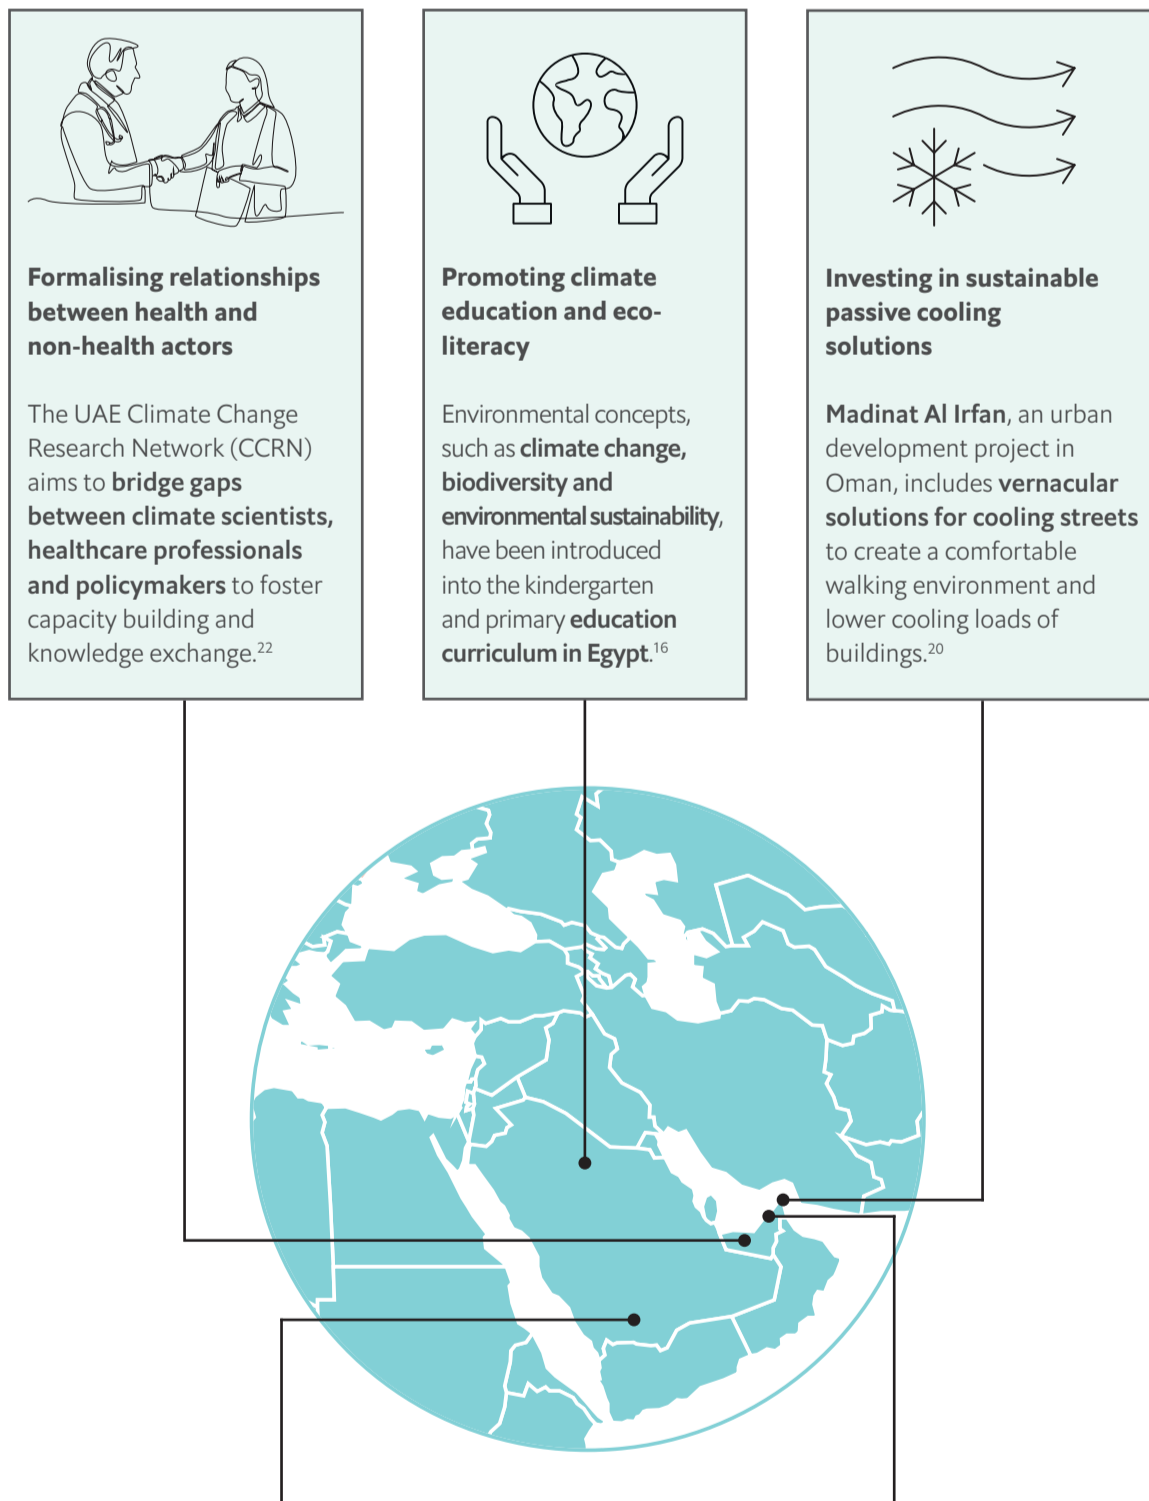 Formalising relationships
between health and
non-health actors
The UAE Climate Change
Research Network (CCRN)
aims to bridge gaps
between climate scientists,
healthcare professionals
and policymakers to foster
capacity building and
knowledge exchange.22
Promoting climate
education and eco-
literacy
Environmental concepts,
such as climate change,
biodiversity and
environmental sustainability,
have been introduced
into the kindergarten
and primary education
curriculum in Egypt.16
Investing in sustainable
passive cooling
solutions
Madinat Al Irfan, an urban
development project in
Oman, includes vernacular
solutions for cooling streets
to create a comfortable
walking environment and
lower cooling loads of
buildings.20